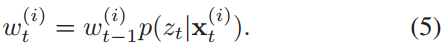 w_t^{(i)} = w_{t-1}^{(i)} p(z_t|𝐱_t^{(i)}). (5)